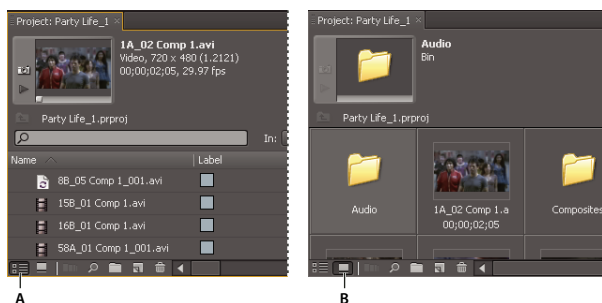 Project: Party Life_1 ×
1A_02 Comp 1.avi
Video, 720 x 480 (1.2121)
00;00;02;05, 29.97 fps
Party Life_1.prproj
In:
Name
Label
8B_05 Comp 1_001.avi
15B_01 Comp 1.avi
16B_01 Comp 1.avi
58A_01 Comp 1_001.avi
A
Project: Party Life_1 ×
Audio
Bin
Party Life_1.prproj
Audio
1A_02 Comp 1.a
00;00;02;05
Composites
B